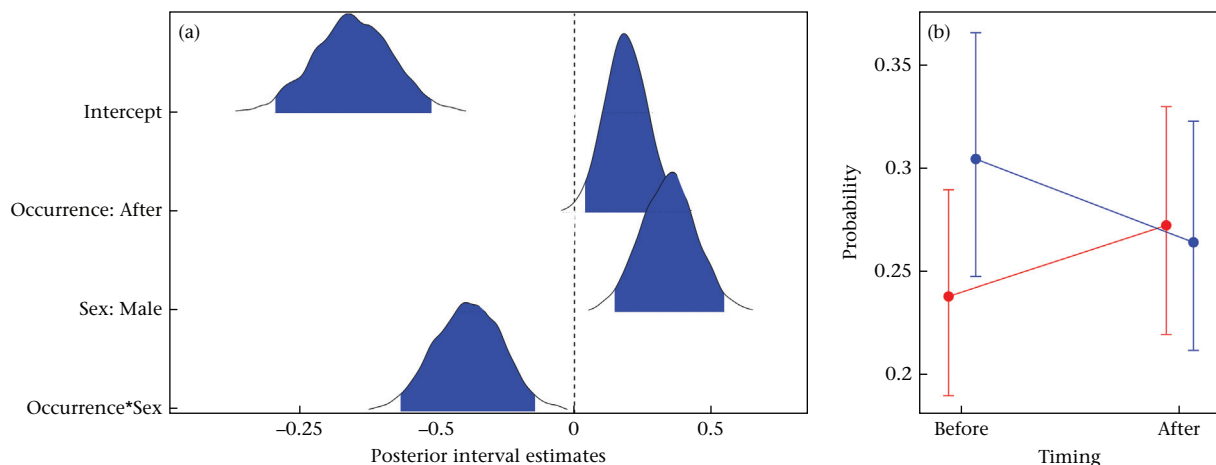 (a)
Intercept
Occurrence: After
Sex: Male
Occurrence*Sex
–0.25
–0.5
0
0.5
Posterior interval estimates
(b)
0.35
0.3
0.25
0.2
Probability
Before
After
Timing